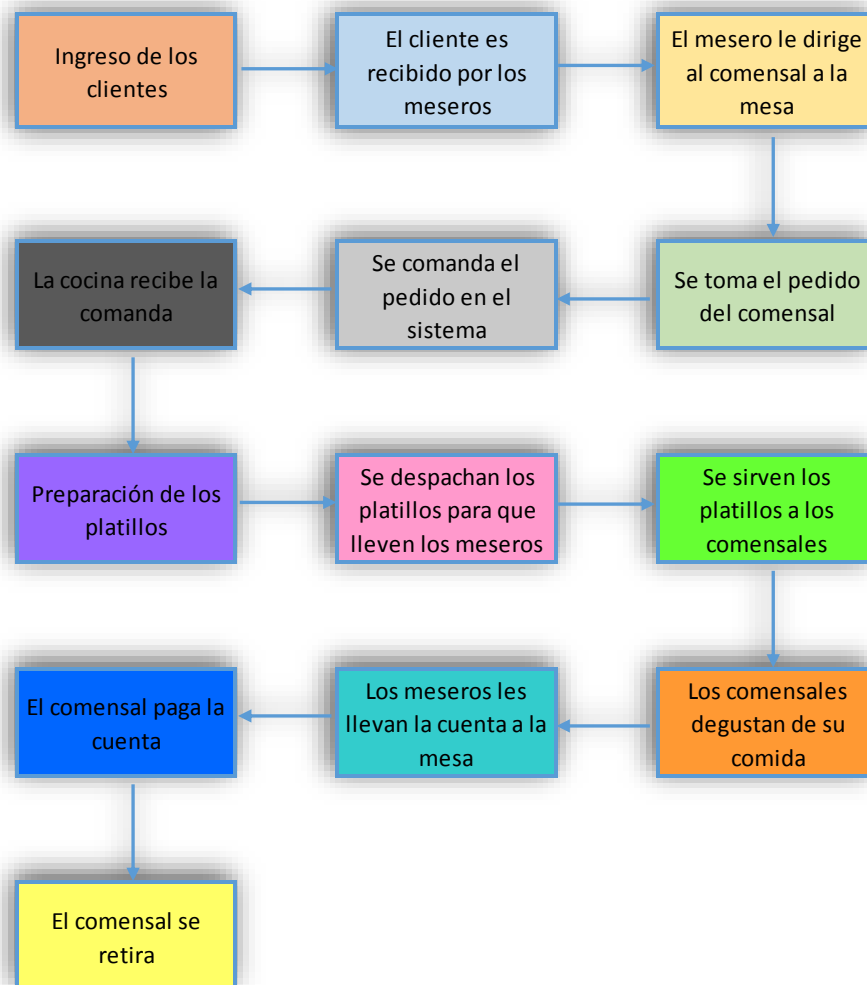 Ingreso de los
clientes
El cliente es
recibido por los
meseros
El mesero le dirige
al comensal a la
mesa
Se toma el pedido
del comensal
Se comanda el
pedido en el
sistema
La cocina recibe la
comanda
Preparación de los
platillos
Se despachan los
platillos para que
lleven los meseros
Se sirven los
platillos a los
comensales
Los comensales
degustan de su
comida
Los meseros les
llevan la cuenta a la
mesa
El comensal paga la
cuenta
El comensal se
retira